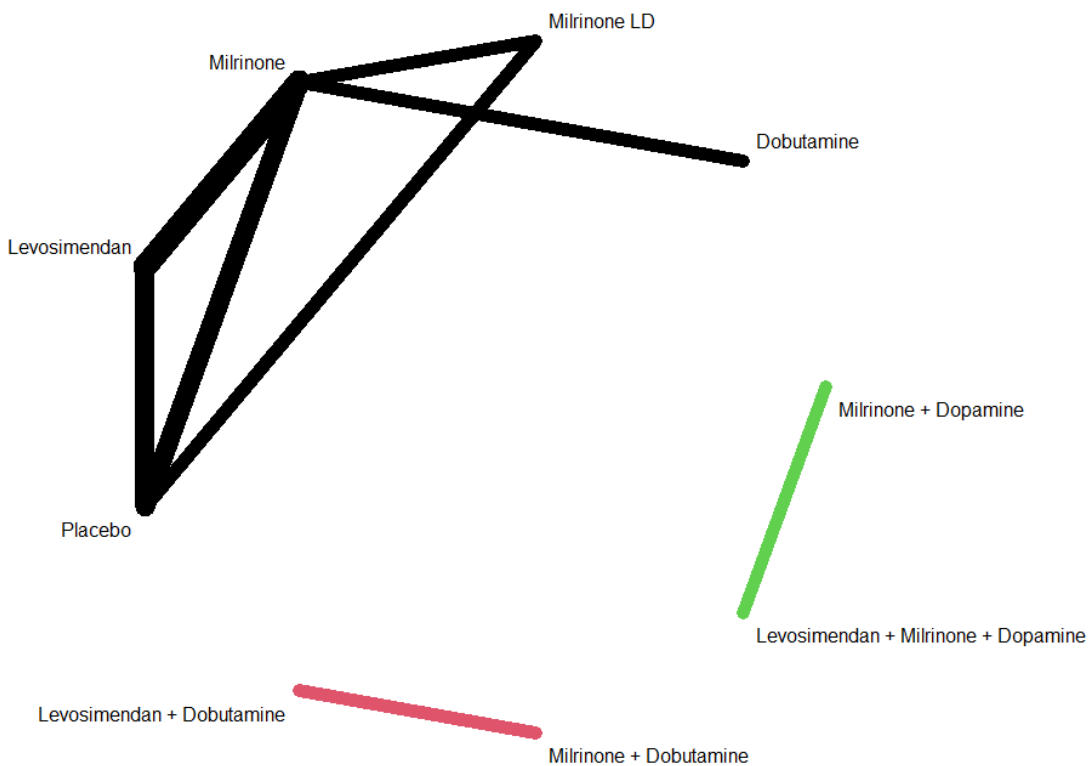 Milrinone LD
Milrinone
Dobutamine
Levosimendan
Milrinone + Dopamine
Placebo
Levosimendan + Milrinone + Dopamine
Levosimendan + Dobutamine
Milrinone + Dobutamine